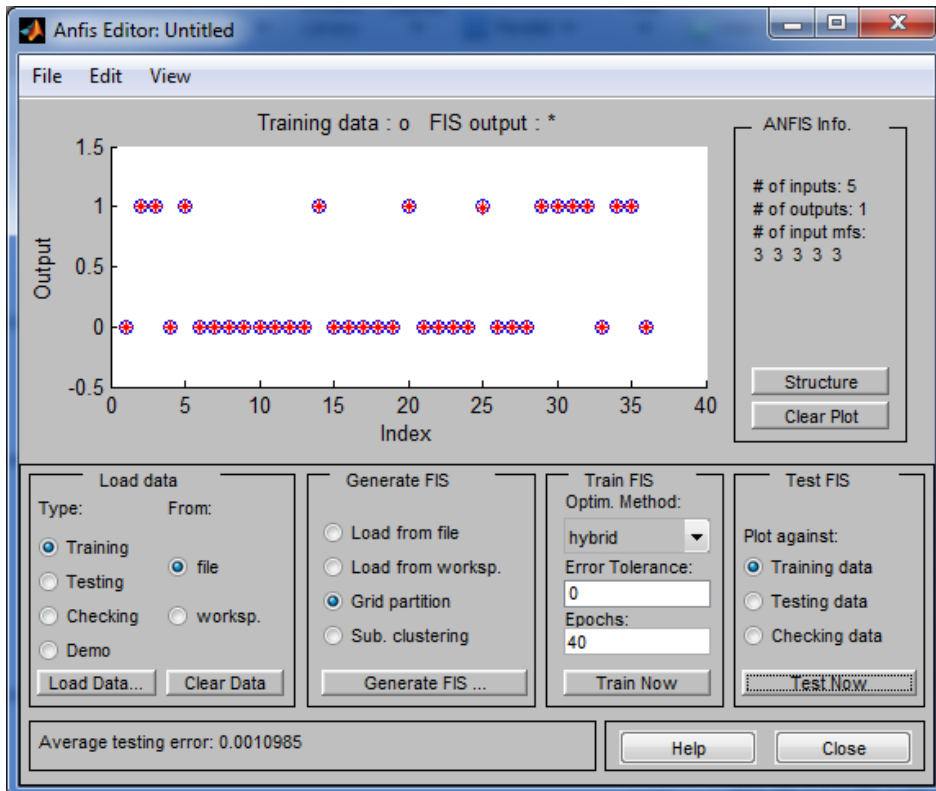 Anfis Editor: Untitled
File Edit View
Training data : o FIS output : *
1.5
1
0.5
0
-0.5
Output
0 5 10 15 20 25 30 35 40
Index
ANFIS Info.
# of inputs: 5
# of outputs: 1
# of input mfs:
3 3 3 3 3
Structure
Clear Plot
Load data
Type: From:
Training
Testing
Checking
Demo
file
worksp.
Load Data... Clear Data
Generate FIS
Load from file
Load from worksp.
Grid partition
Sub. clustering
Generate FIS ...
Train FIS
Optim. Method:
hybrid
Error Tolerance:
0
Epochs:
40
Train Now
Test FIS
Plot against:
Training data
Testing data
Checking data
Test Now
Average testing error: 0.0010985
Help Close